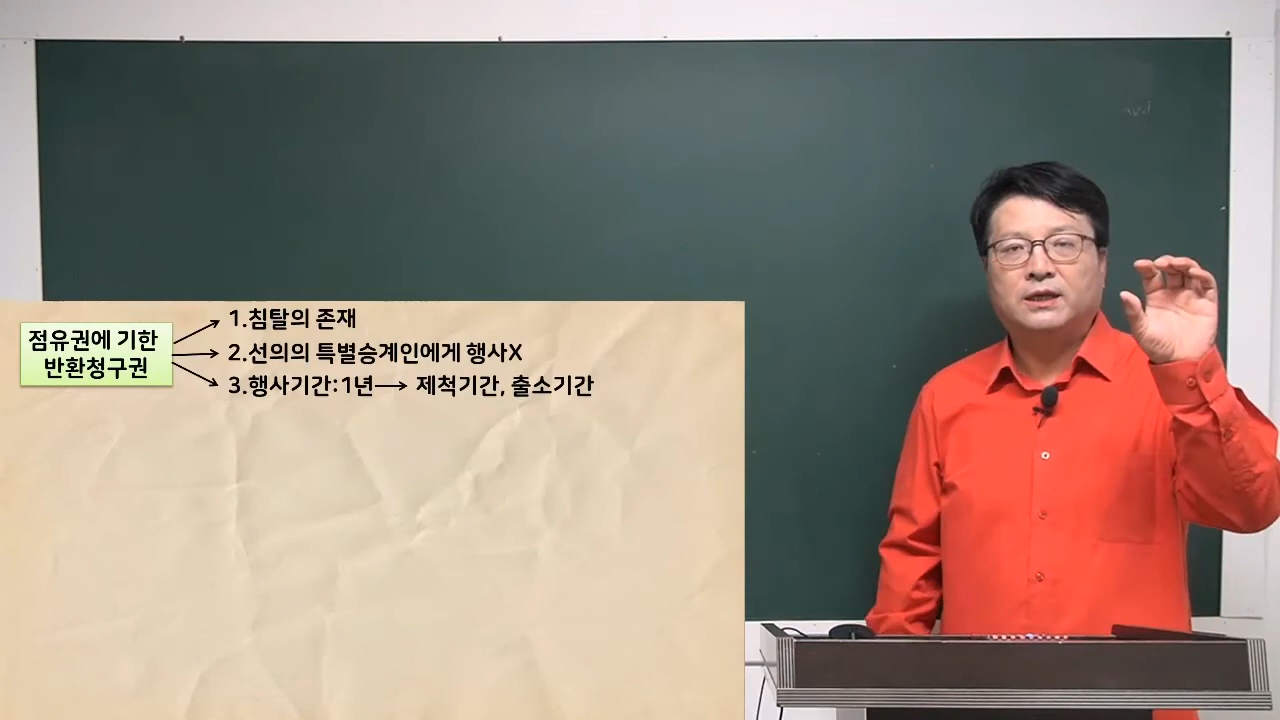 점유권에 기한
반환청구권
1.침탈의 존재
2.선의의 특별승계인에게 행사X
3.행사기간:1년→ 제척기간, 출소기간